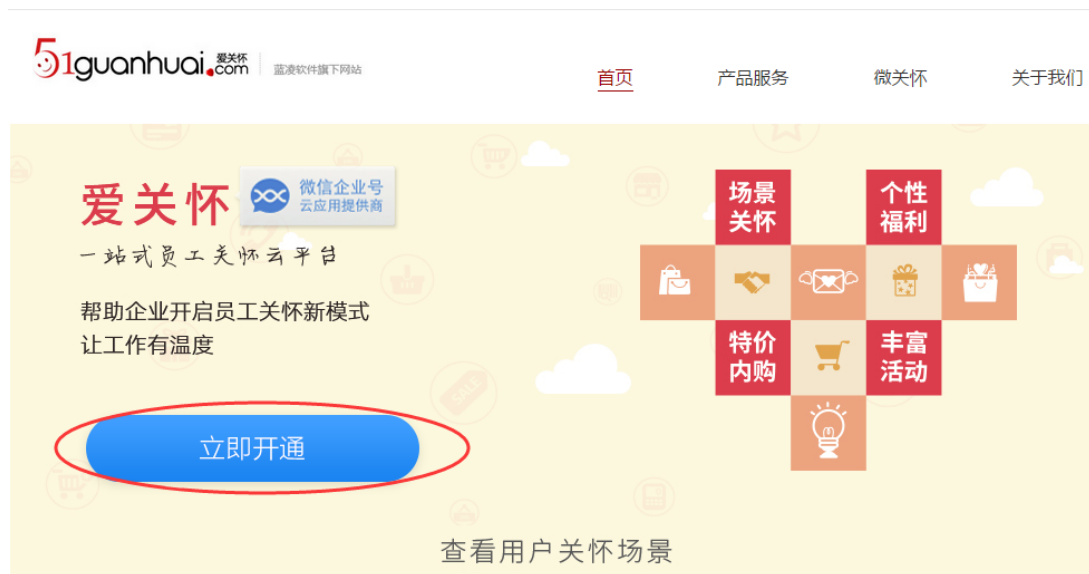 51guanhuai.com 爱关怀 蓝凌软件旗下网站
首页 产品服务 微关怀 关于我们
爱关怀
微信企业号
云应用提供商
一站式员工关怀云平台
帮助企业开启员工关怀新模式
让工作有温度
立即开通
场景
关怀
个性
福利
特价
内购
丰富
活动
SALE
查看用户关怀场景